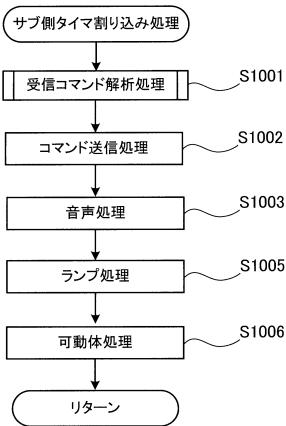 サブ側タイマ割り込み処理
受信コマンド解析処理
S1001
コマンド送信処理
S1002
音声処理
S1003
ランプ処理
S1005
可動体処理
S1006
リターン